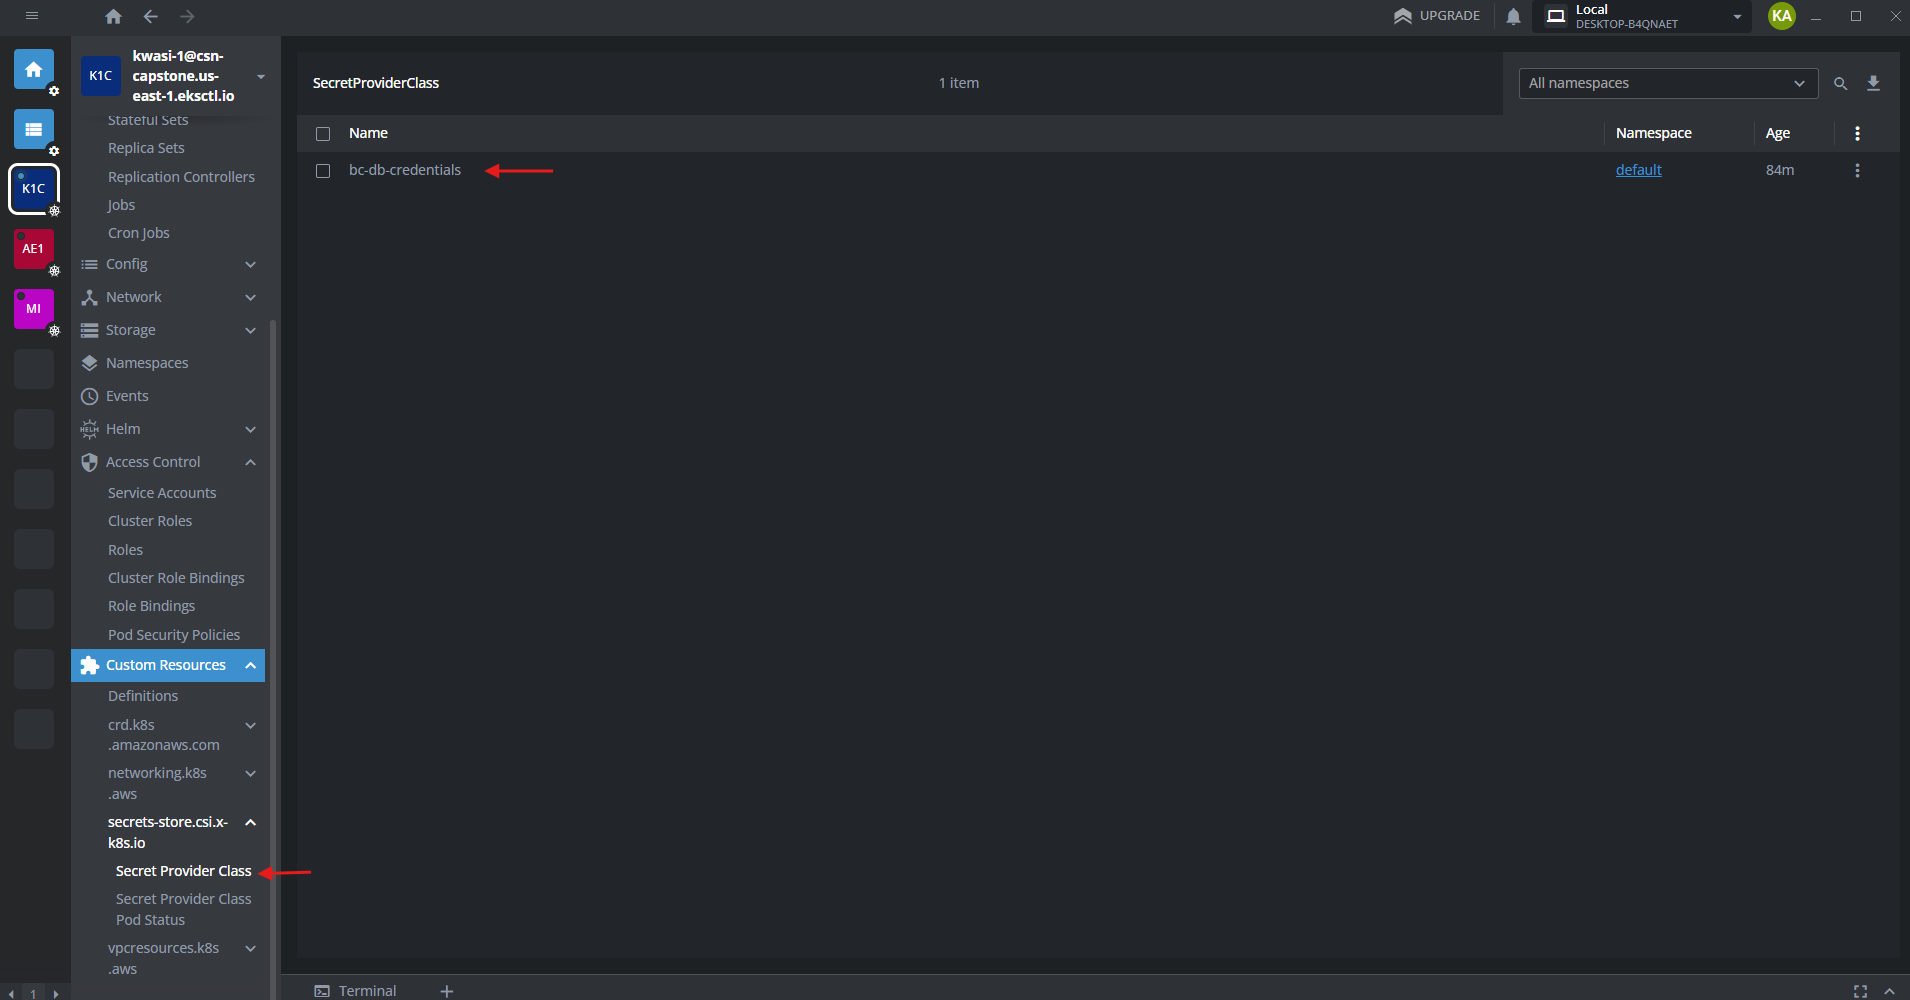 UPGRADE
Local
DESKTOP-B4QNAET
KA
K1C
AE1
MI
1
K1C
kwasi-1@csn-
capstone.us-
east-1.eksctl.io
Stateful Sets
Replica Sets
Replication Controllers
Jobs
Cron Jobs
Config
Network
Storage
Namespaces
Events
HELM
Helm
Access Control
Service Accounts
Cluster Roles
Roles
Cluster Role Bindings
Role Bindings
Pod Security Policies
Custom Resources
Definitions
crd.k8s
.amazonaws.com
networking.k8s
.aws
secrets-store.csi.x-
k8s.io
Secret Provider Class
Secret Provider Class
Pod Status
vpcresources.k8s
.aws
SecretProviderClass
1 item
All namespaces
Name
Namespace
Age
bc-db-credentials
default
84m
Terminal